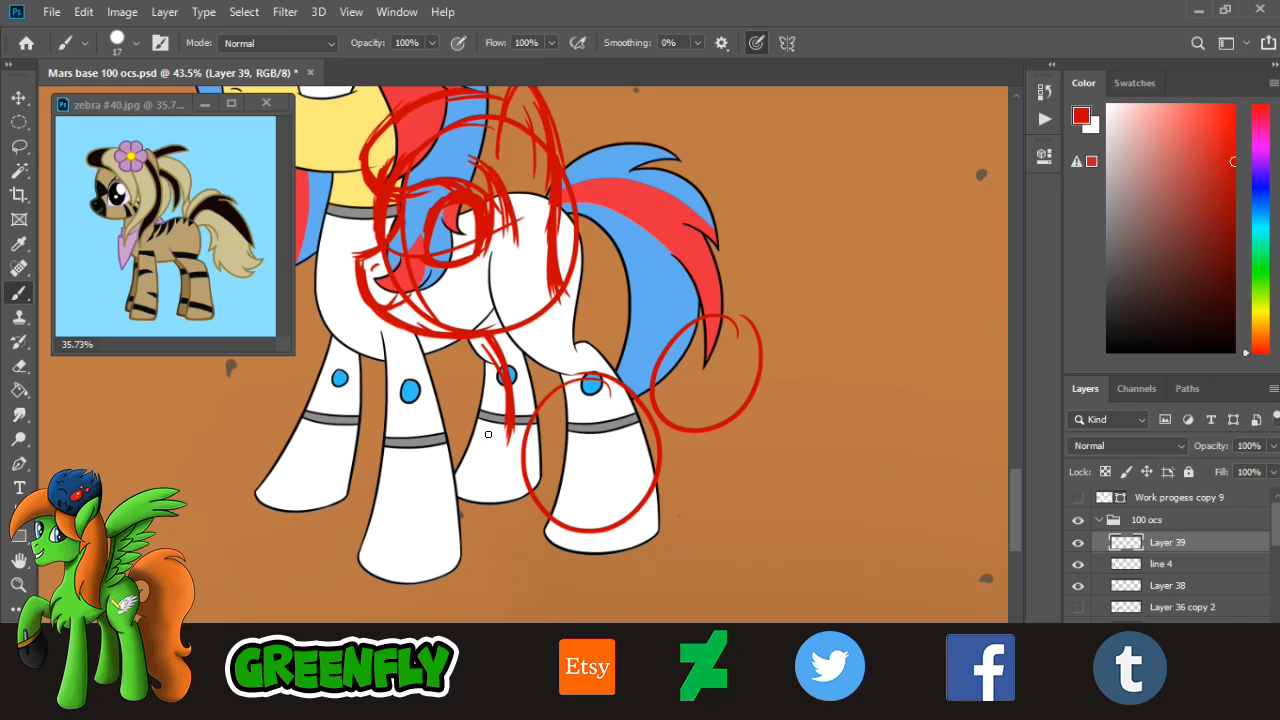 Ps File Edit Image Layer Type Select Filter 3D View Window Help
17 Mode: Normal Opacity: 100% Flow: 100% Smoothing: 0%
Mars base 100 ocs.psd @ 43.5% (Layer 39, RGB/8) *
Ps zebra #40.jpg @ 35.7...
35.73%
Color Swatches
Layers Channels Paths
Kind
Normal Opacity: 100%
Lock: Fill: 100%
Work progess copy 9
100 ocs
Layer 39
line 4
Layer 38
Layer 36 copy 2
GREENFLY
Etsy
f
t